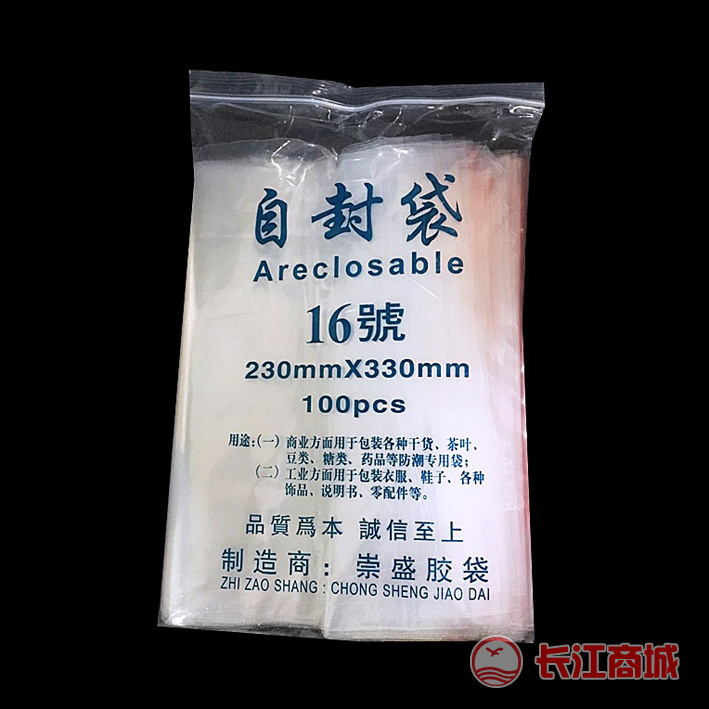 自封袋
Areclosable
16號
230mmX330mm
100pcs
用途:(一) 商业方面用于包装各种干货、茶叶、
豆类、糖类、药品等防潮专用袋;
(二) 工业方面用于包装衣服、鞋子、各种
饰品、说明书、零配件等。
品質爲本 誠信至上
制造商: 崇盛胶袋
ZHI ZAO SHANG : CHONG SHENG JIAO DAI
长江商城